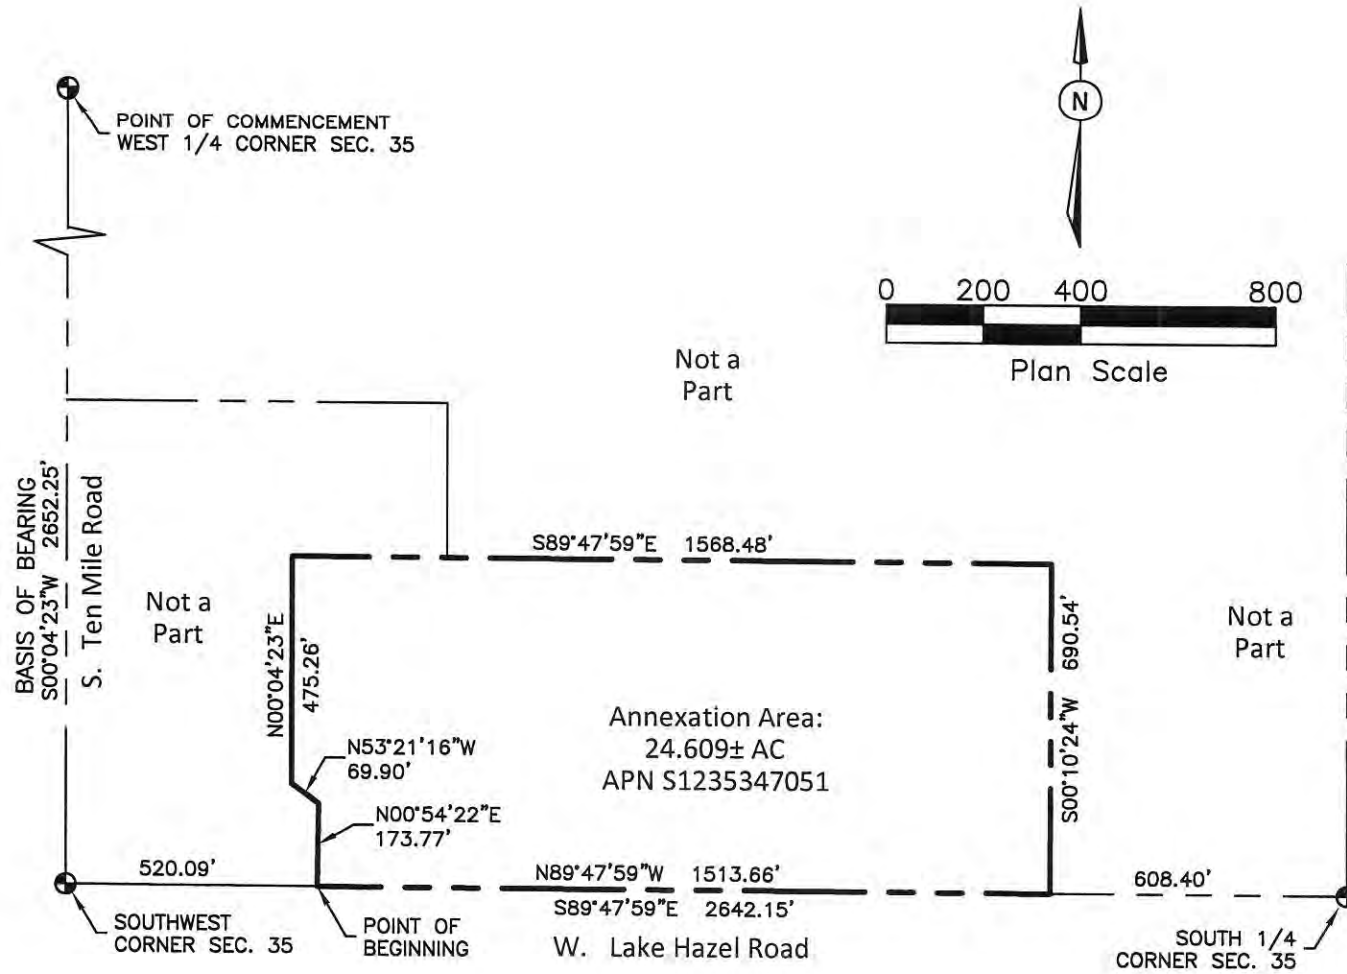 POINT OF COMMENCEMENT
WEST 1/4 CORNER SEC. 35
N
0 200 400 800
Plan Scale
Not a
Part
BASIS OF BEARING
S00°04'23"W 2652.25'
S. Ten Mile Road
Not a
Part
S89°47'59"E 1568.48'
N00°04'23"E
475.26'
N53°21'16"W
69.90'
N00°54'22"E
173.77'
Annexation Area:
24.609± AC
APN S1235347051
S00°10'24"W 690.54'
Not a
Part
520.09'
N89°47'59"W 1513.66'
S89°47'59"E 2642.15'
608.40'
SOUTHWEST
CORNER SEC. 35
POINT OF
BEGINNING
W. Lake Hazel Road
SOUTH 1/4
CORNER SEC. 35